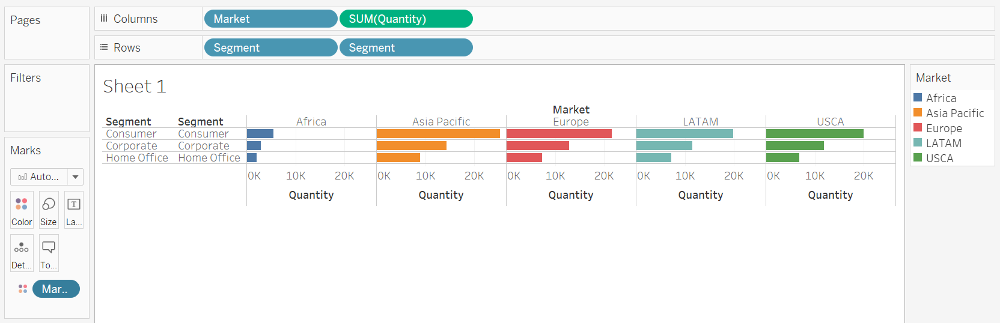 Pages
Columns Market SUM(Quantity)
Rows Segment Segment
Filters
Marks
Auto...
Color Size La...
Det... To...
Mar..
Sheet 1
Market
Segment Segment Africa Asia Pacific Europe LATAM USCA
Consumer Consumer
Corporate Corporate
Home Office Home Office
0K 10K 20K 0K 10K 20K 0K 10K 20K 0K 10K 20K 0K 10K 20K
Quantity Quantity Quantity Quantity Quantity
Market
Africa
Asia Pacific
Europe
LATAM
USCA